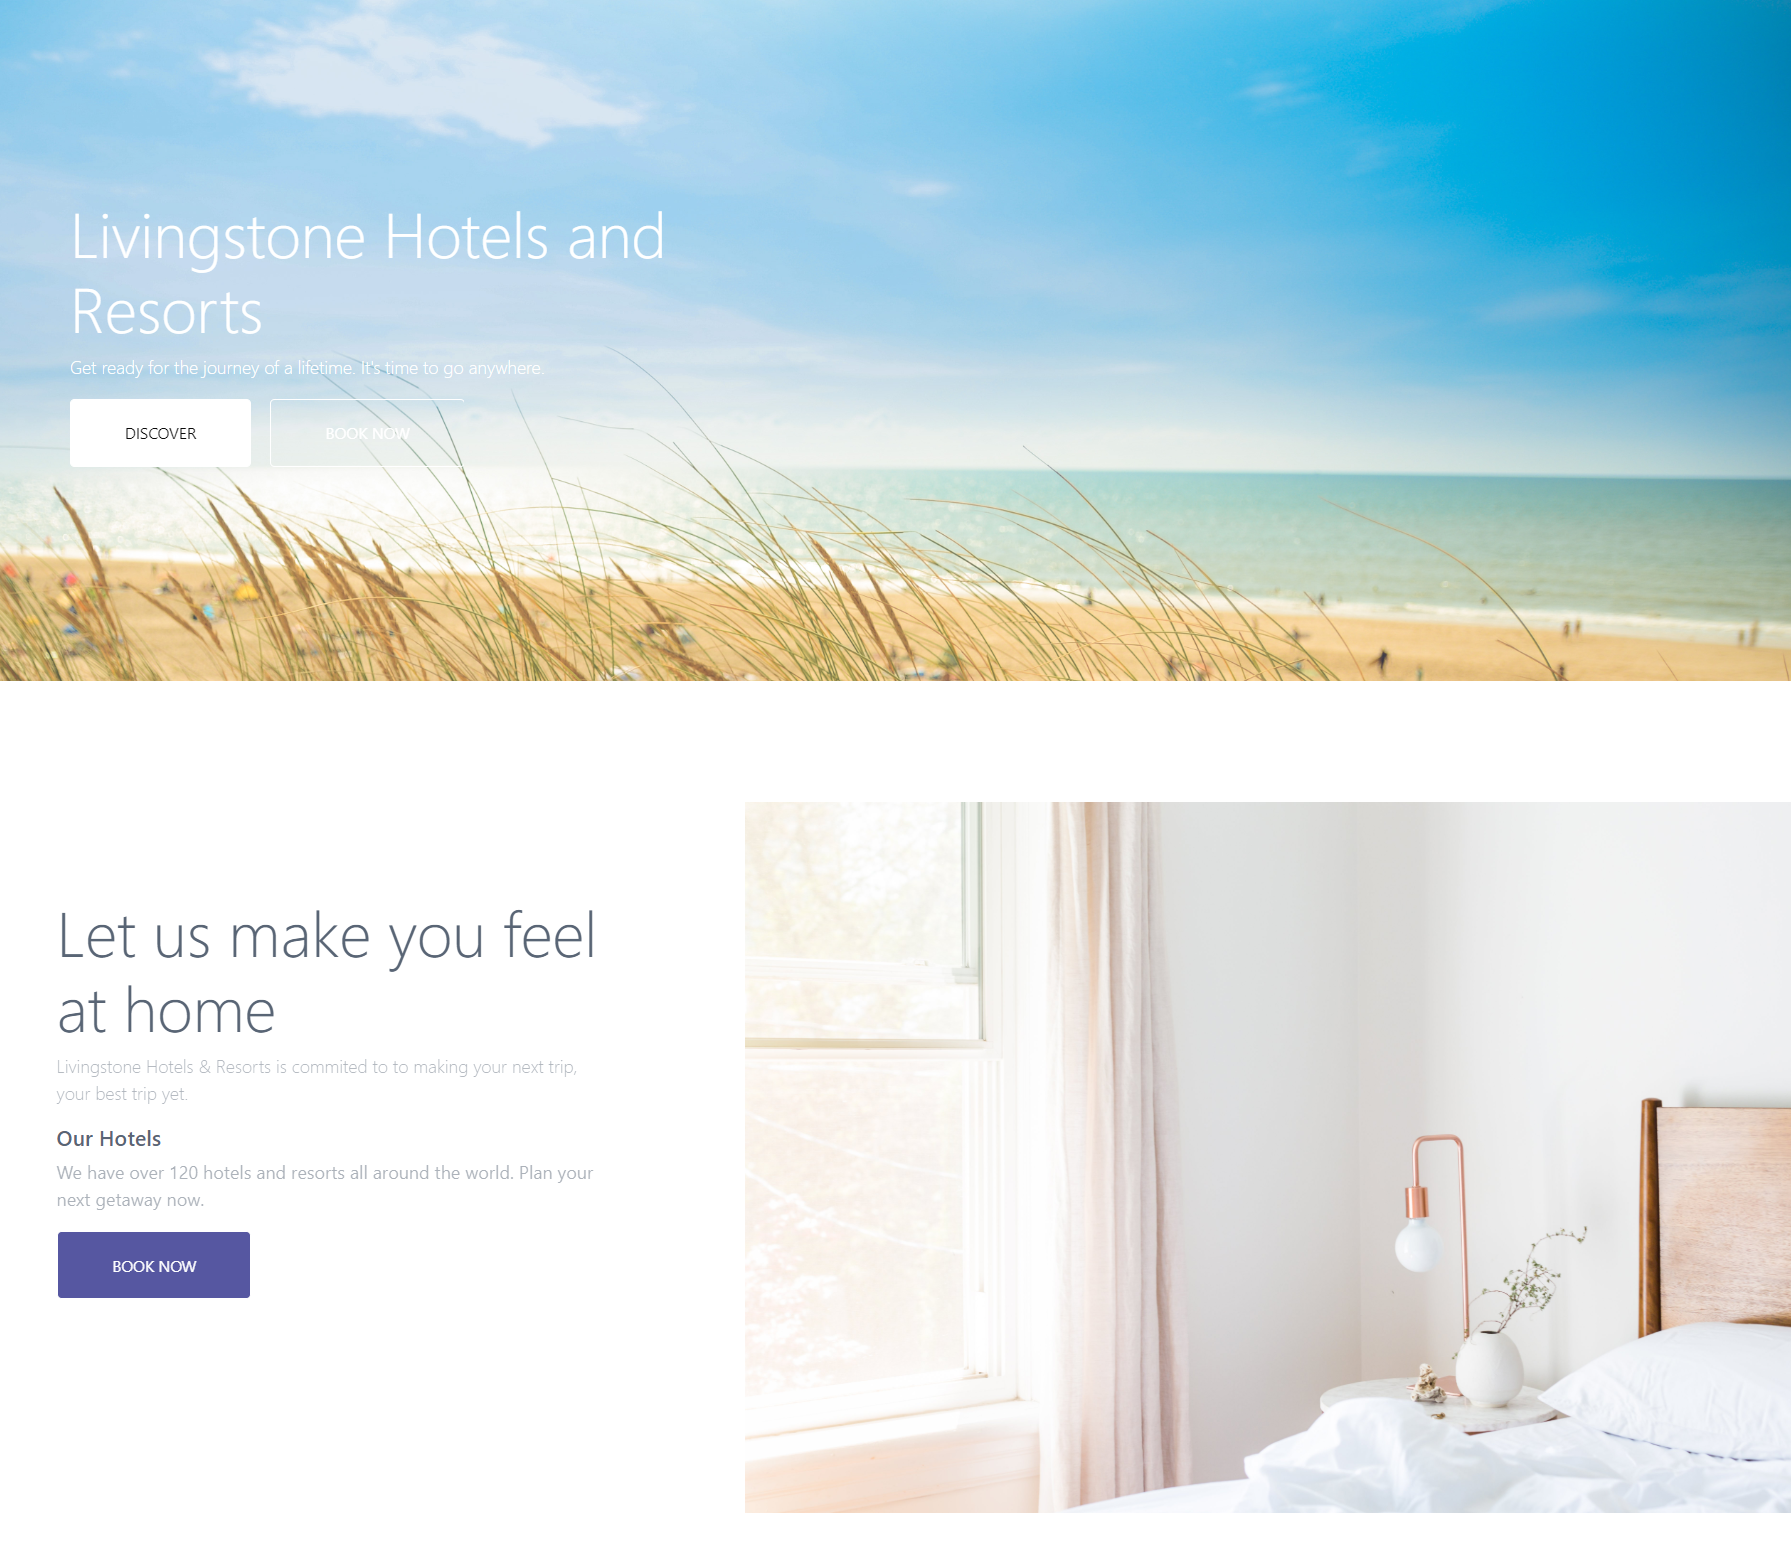 Livingstone Hotels and
Resorts
Get ready for the journey of a lifetime. It's time to go anywhere.
DISCOVER
BOOK NOW
Let us make you feel
at home
Livingstone Hotels & Resorts is commited to to making your next trip,
your best trip yet.
Our Hotels
We have over 120 hotels and resorts all around the world. Plan your
next getaway now.
BOOK NOW